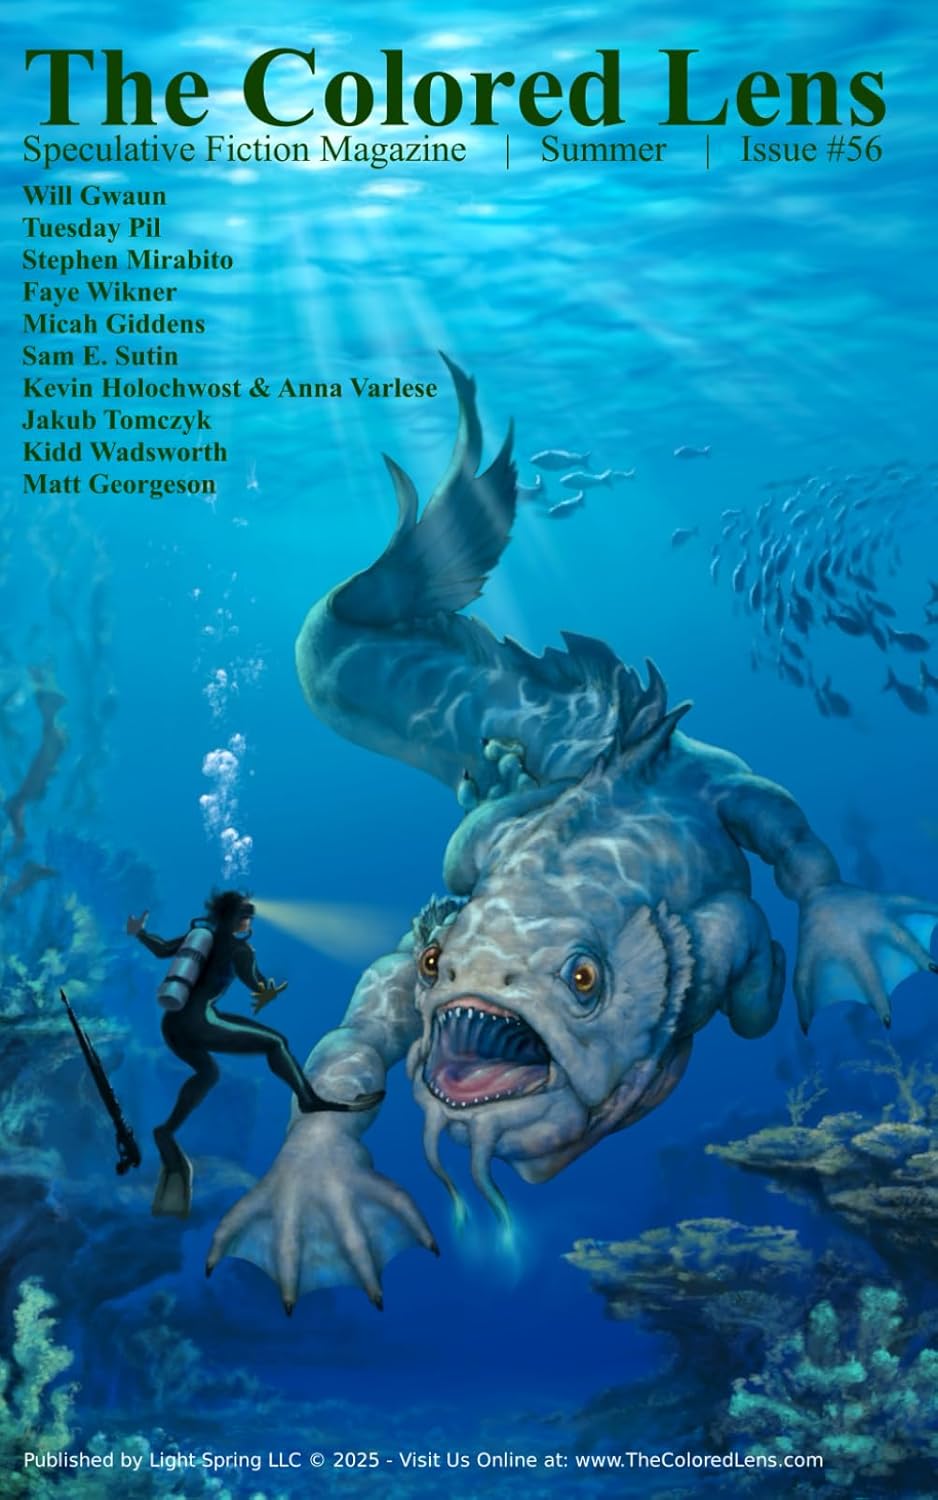 The Colored Lens
Speculative Fiction Magazine | Summer | Issue #56
Will Gwaun
Tuesday Pil
Stephen Mirabito
Faye Wikner
Micah Giddens
Sam E. Sutin
Kevin Holochwost & Anna Varlese
Jakub Tomczyk
Kidd Wadsworth
Matt Georgeson
Published by Light Spring LLC © 2025 - Visit Us Online at: www.TheColoredLens.com